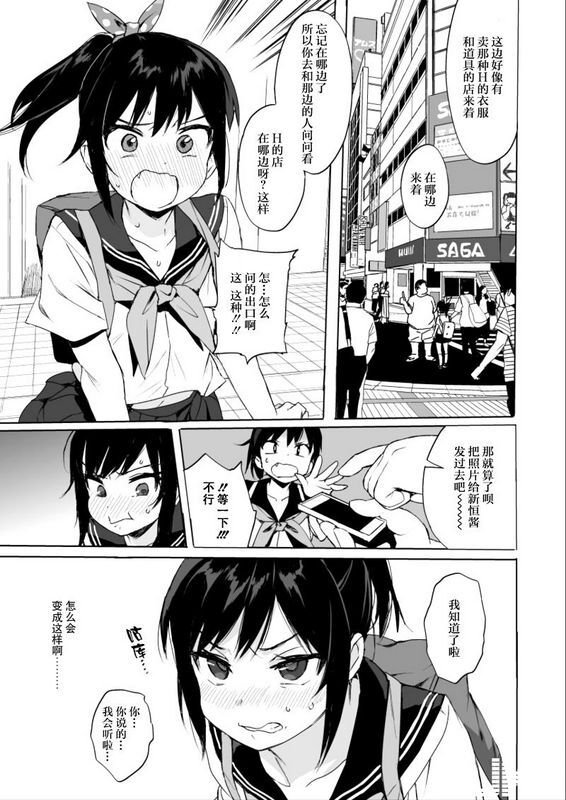 这边好像有
卖那种H的衣服
和道具的店来着
在哪边
来着
忘记在哪边了
所以你去和那边的人问问看
H的店
在哪边呀？这样
怎…怎么
问的出口啊
这 这种!!
SAGA
那就算了呗
把照片给新恒酱
发过去吧~~~~
!!等一下!!!
不行
我知道了啦
咕库…
你…
你说的…
我会听啦…
怎么会
变成这样啊………